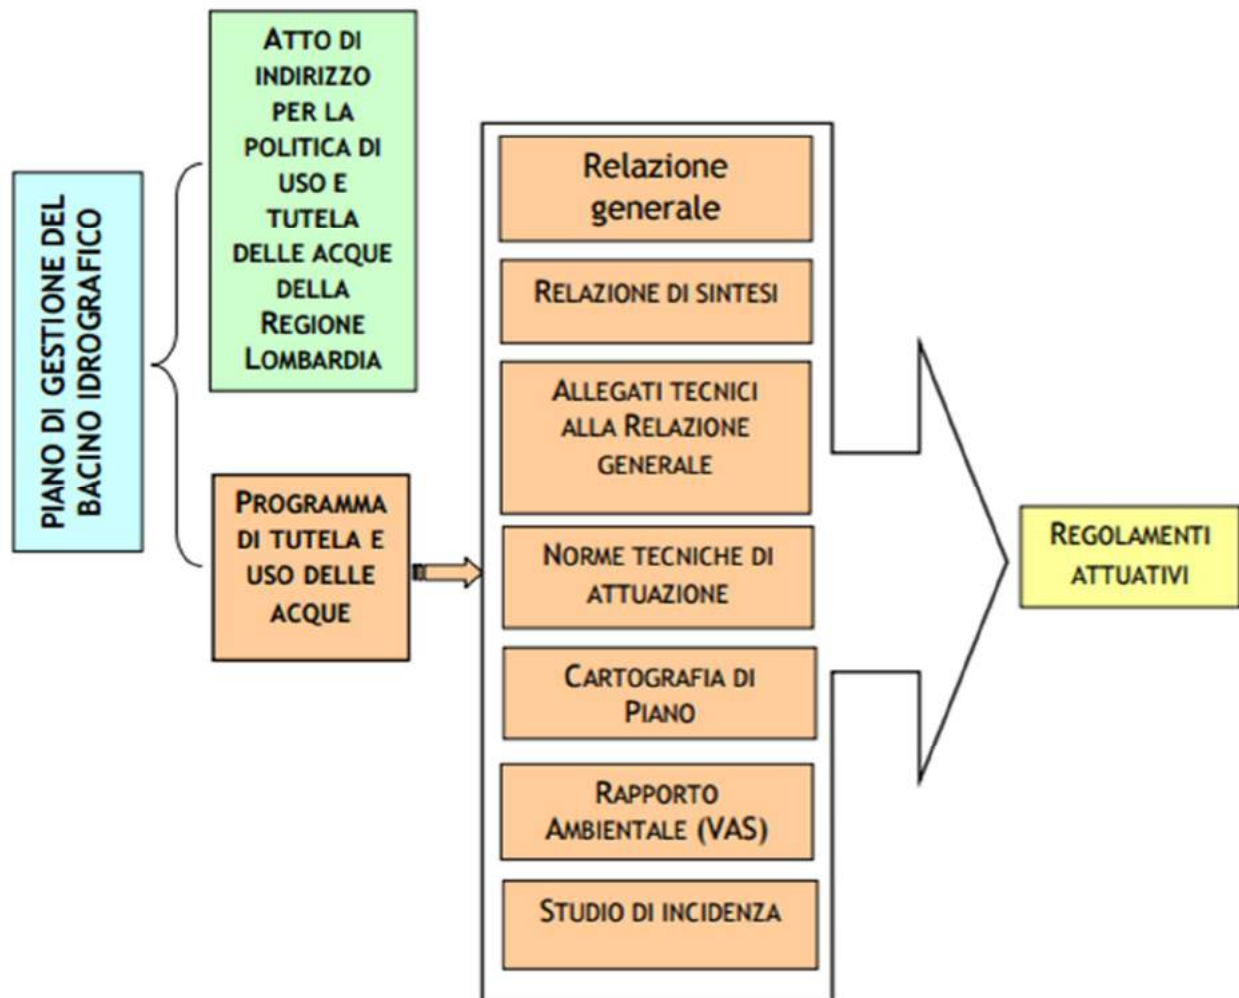 PIANO DI GESTIONE DEL
BACINO IDROGRAFICO
ATTO DI
INDIRIZZO
PER LA
POLITICA DI
USO E
TUTELA
DELLE ACQUE
DELLA
REGIONE
LOMBARDIA
PROGRAMMA
DI TUTELA E
USO DELLE
ACQUE
Relazione
generale
RELAZIONE DI SINTESI
ALLEGATI TECNICI
ALLA RELAZIONE
GENERALE
NORME TECNICHE DI
ATTUAZIONE
CARTOGRAFIA DI
PIANO
RAPPORTO
AMBIENTALE (VAS)
STUDIO DI INCIDENZA
REGOLAMENTI
ATTUATIVI